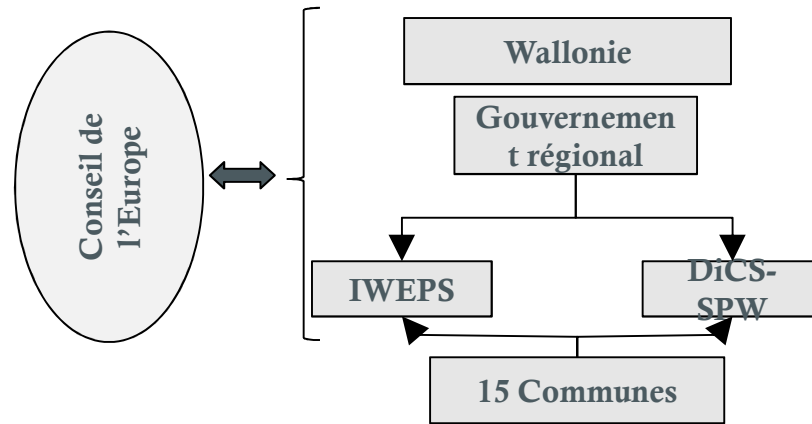 Conseil de
l'Europe
Wallonie
Gouvernemen
t régional
IWEPS
DiCS-
SPW
15 Communes